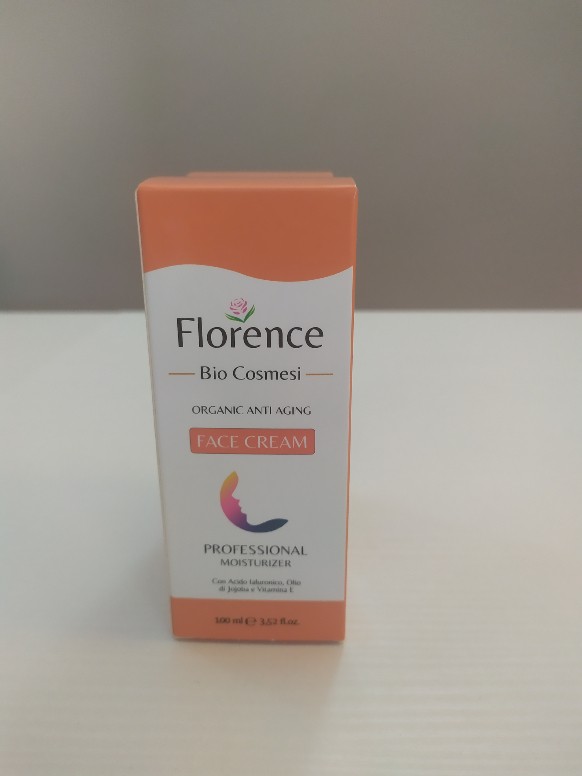 Florence
Bio Cosmesi
ORGANIC ANTI AGING
FACE CREAM
PROFESSIONAL
MOISTURIZER
Con Acido Ialuronico, Olio
di Jojoba e Vitamina E
100 ml ℮ 3,52 fl.oz.